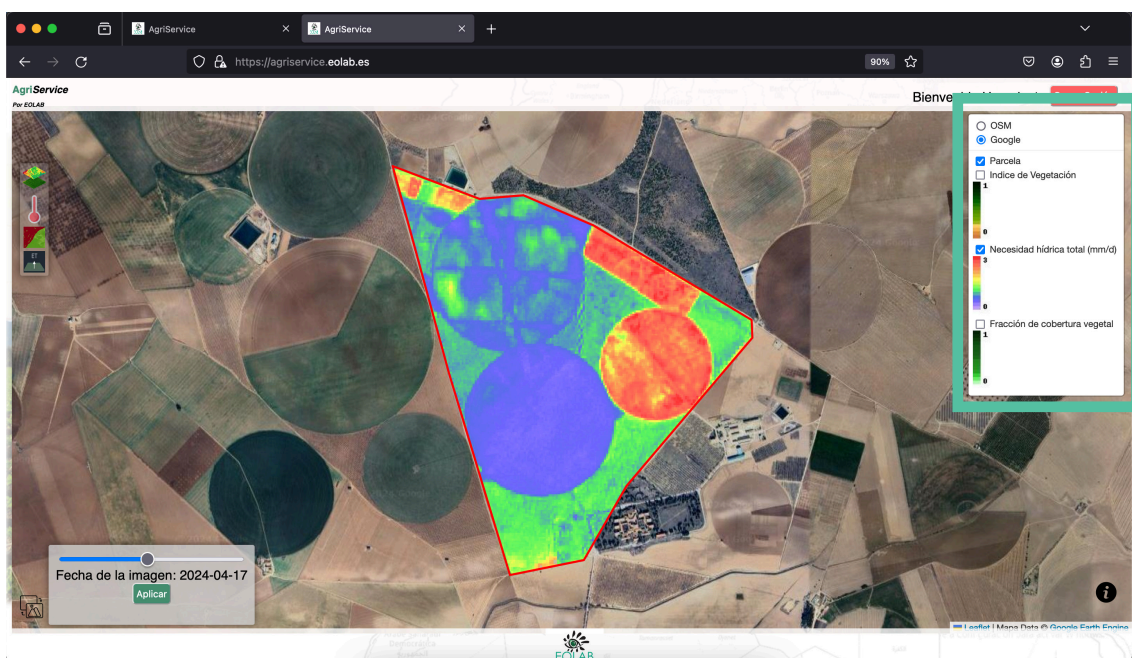 AgriService
AgriService
https://agriservice.eolab.es
90%
AgriService
Por EOLAB
OSM
Google
Parcela
Indice de Vegetación
1
0
Necesidad hídrica total (mm/d)
3
0
Fracción de cobertura vegetal
1
0
ET
Fecha de la imagen: 2024-04-17
Aplicar
i
Leaflet | Mapa Data © Google Earth Engine
EOLAB